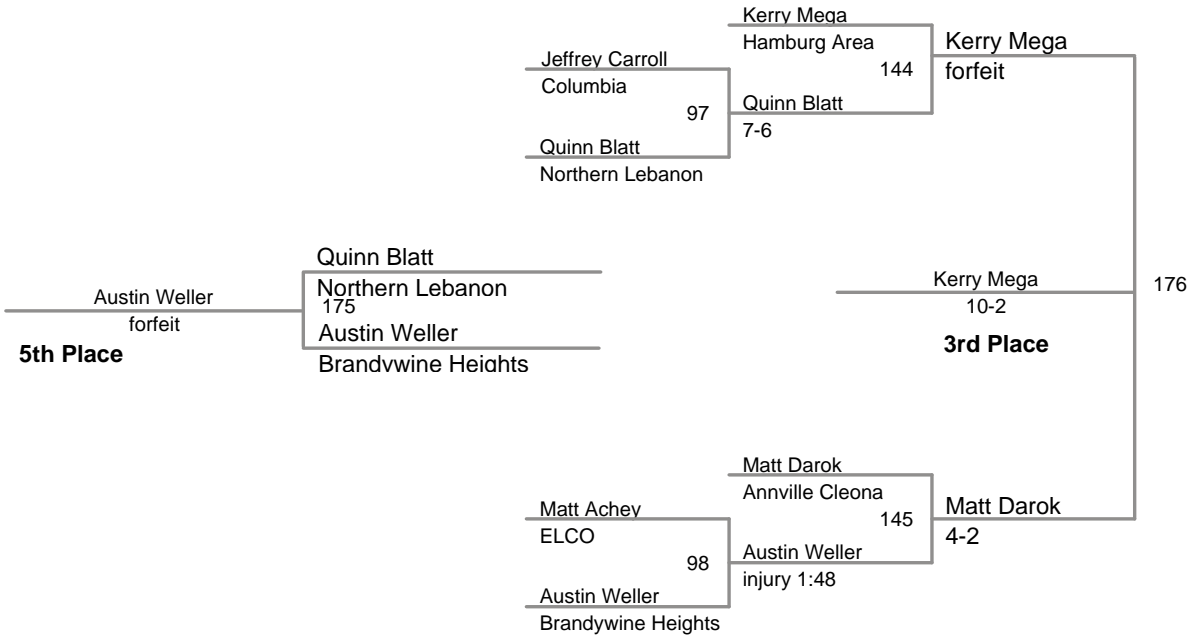 Kerry Mega
Hamburg Area
Kerry Mega
forfeit
144
Jeffrey Carroll
Columbia
97
Quinn Blatt
7-6
Quinn Blatt
Northern Lebanon
Quinn Blatt
Northern Lebanon
175
Austin Weller
Brandywine Heights
Austin Weller
forfeit
5th Place
Kerry Mega
10-2
3rd Place
176
Matt Darok
Annville Cleona
145
Matt Darok
4-2
Matt Achey
ELCO
98
Austin Weller
injury 1:48
Austin Weller
Brandywine Heights